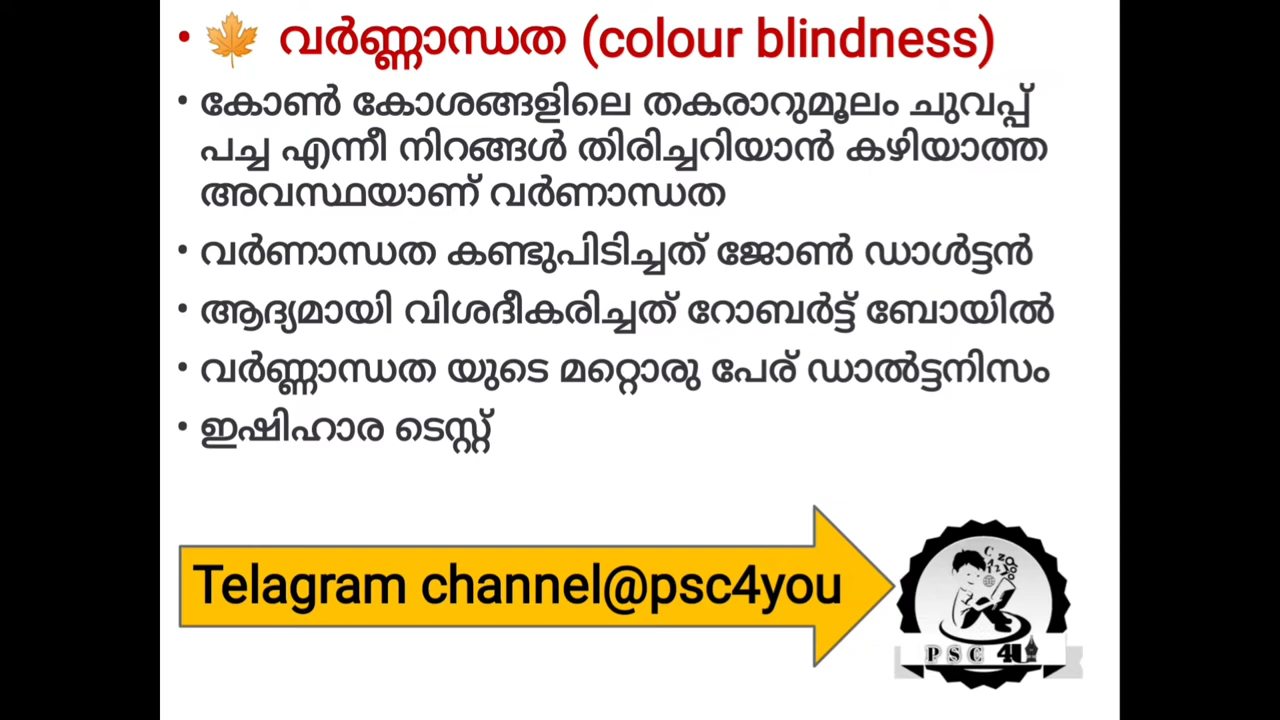 • 🍁 വർണ്ണാന്ധത (colour blindness)
• കോൺ കോശങ്ങളിലെ തകരാറുമൂലം ചുവപ്പ്
പച്ച എന്നീ നിറങ്ങൾ തിരിച്ചറിയാൻ കഴിയാത്ത
അവസ്ഥയാണ് വർണാന്ധത
• വർണാന്ധത കണ്ടുപിടിച്ചത് ജോൺ ഡാൾട്ടൻ
• ആദ്യമായി വിശദീകരിച്ചത് റോബർട്ട് ബോയിൽ
• വർണ്ണാന്ധത യുടെ മറ്റൊരു പേര് ഡാൽട്ടനിസം
• ഇഷിഹാര ടെസ്റ്റ്
Telagram channel@psc4you
PSC 4U